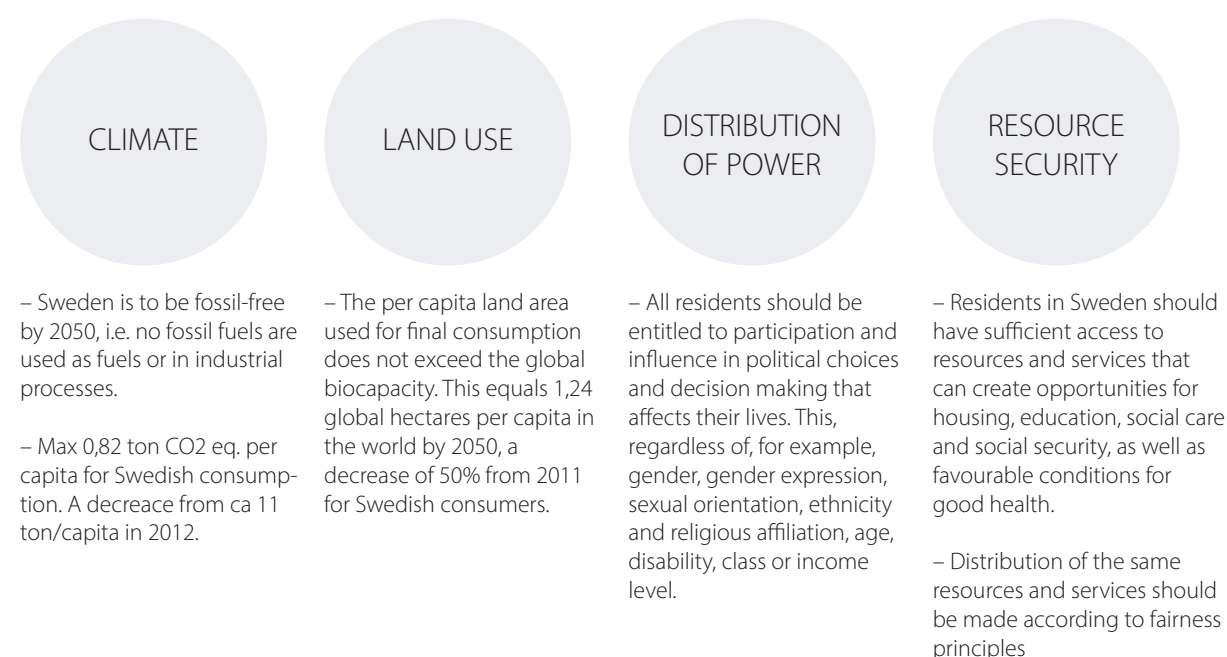 CLIMATE
– Sweden is to be fossil-free
by 2050, i.e. no fossil fuels are
used as fuels or in industrial
processes.
– Max 0,82 ton CO2 eq. per
capita for Swedish consump-
tion. A decreace from ca 11
ton/capita in 2012.
LAND USE
– The per capita land area
used for final consumption
does not exceed the global
biocapacity. This equals 1,24
global hectares per capita in
the world by 2050, a
decrease of 50% from 2011
for Swedish consumers.
DISTRIBUTION
OF POWER
– All residents should be
entitled to participation and
influence in political choices
and decision making that
affects their lives. This,
regardless of, for example,
gender, gender expression,
sexual orientation, ethnicity
and religious affiliation, age,
disability, class or income
level.
RESOURCE
SECURITY
– Residents in Sweden should
have sufficient access to
resources and services that
can create opportunities for
housing, education, social care
and social security, as well as
favourable conditions for
good health.
– Distribution of the same
resources and services should
be made according to fairness
principles